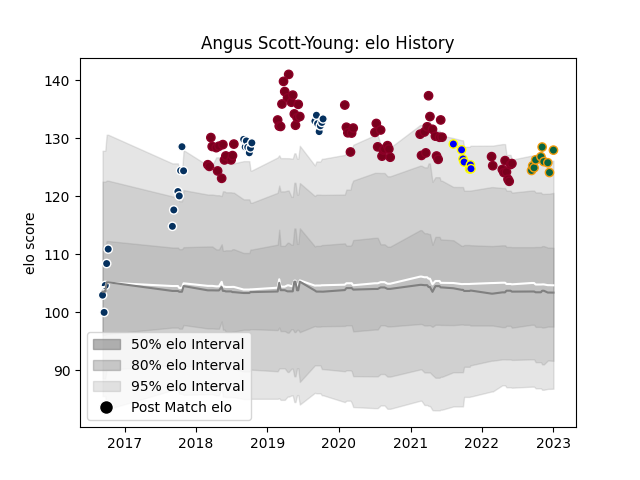 Angus Scott-Young: elo History
elo score
140
130
120
110
100
90
50% elo Interval
80% elo Interval
95% elo Interval
Post Match elo
2017 2018 2019 2020 2021 2022 2023